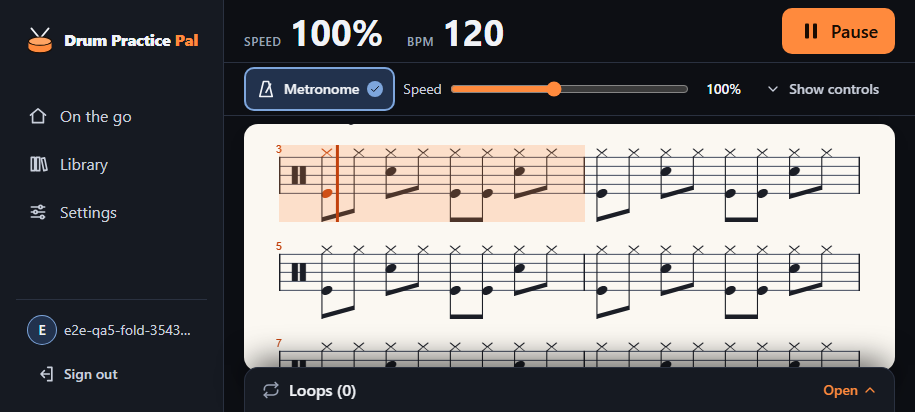 Drum Practice Pal
On the go
Library
Settings
E
e2e-qa5-fold-3543...
Sign out
SPEED 100% BPM 120
Pause
Metronome
Speed
100%
Show controls
3
5
7
Loops (0)
Open